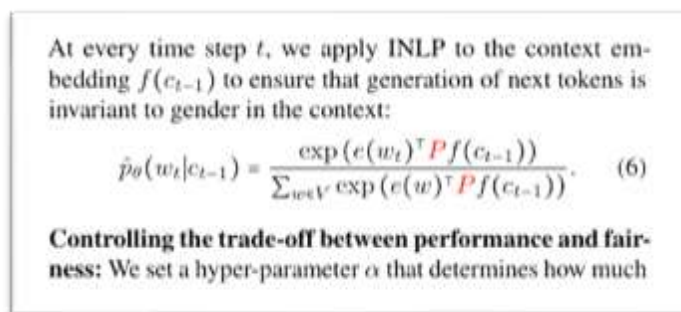 At every time step t, we apply INLP to the context em-
bedding f(c_{t-1}) to ensure that generation of next tokens is
invariant to gender in the context:
p̂_θ(w_t|c_{t-1}) = exp (e(w_t)^⊤ P f(c_{t-1})) / Σ_{w∈V} exp (e(w)^⊤ P f(c_{t-1})) . (6)
Controlling the trade-off between performance and fair-
ness: We set a hyper-parameter α that determines how much